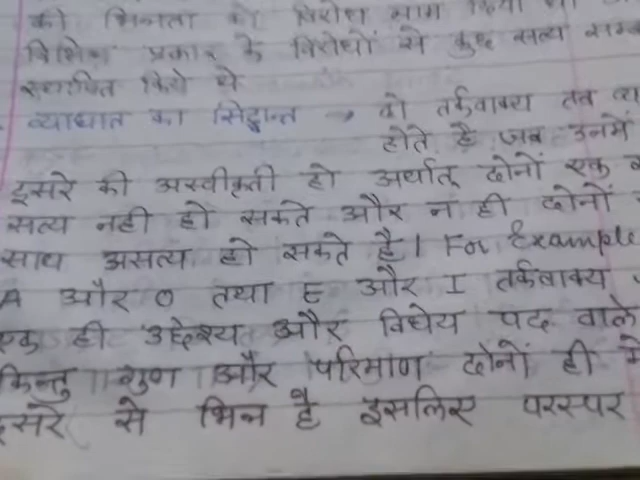 की भिन्नता को विरोध मान किया था
विभिन्न प्रकार के विरोधों से कुछ सत्य सम्ब
स्थापित किये थे
व्याघात का सिद्धान्त → दो तर्कवाक्य तब व्या
होते है जब उनमें
दुसरे की अस्वीकृती हो अर्थात् दोनों एक स
सत्य नही हो सकते और न ही दोनों
साथ असत्य हो सकते है। For Example
A और O तथा E और I तर्कवाक्य
एक ही उद्देश्य और विधेय पद वाले
किन्तु गुण और परिमाण दोनों ही मे
दुसरे से भिन्न है इसलिए परस्पर